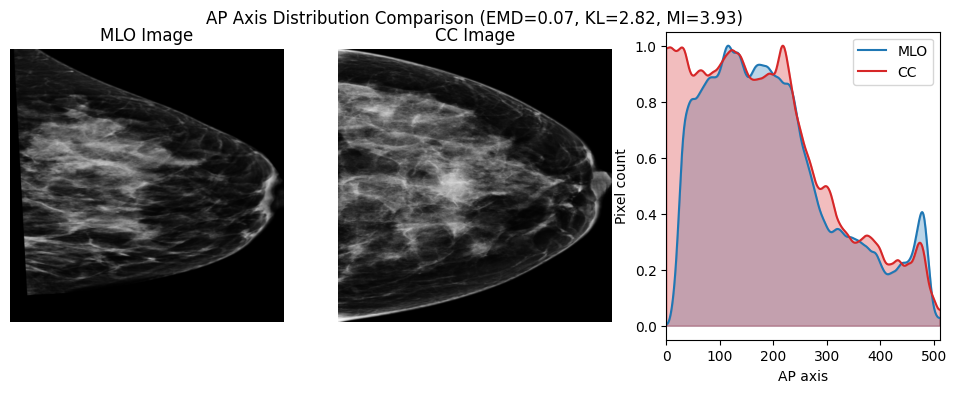 AP Axis Distribution Comparison (EMD=0.07, KL=2.82, MI=3.93)
MLO Image
CC Image
MLO
CC
Pixel count
1.0
0.8
0.6
0.4
0.2
0.0
0 100 200 300 400 500
AP axis